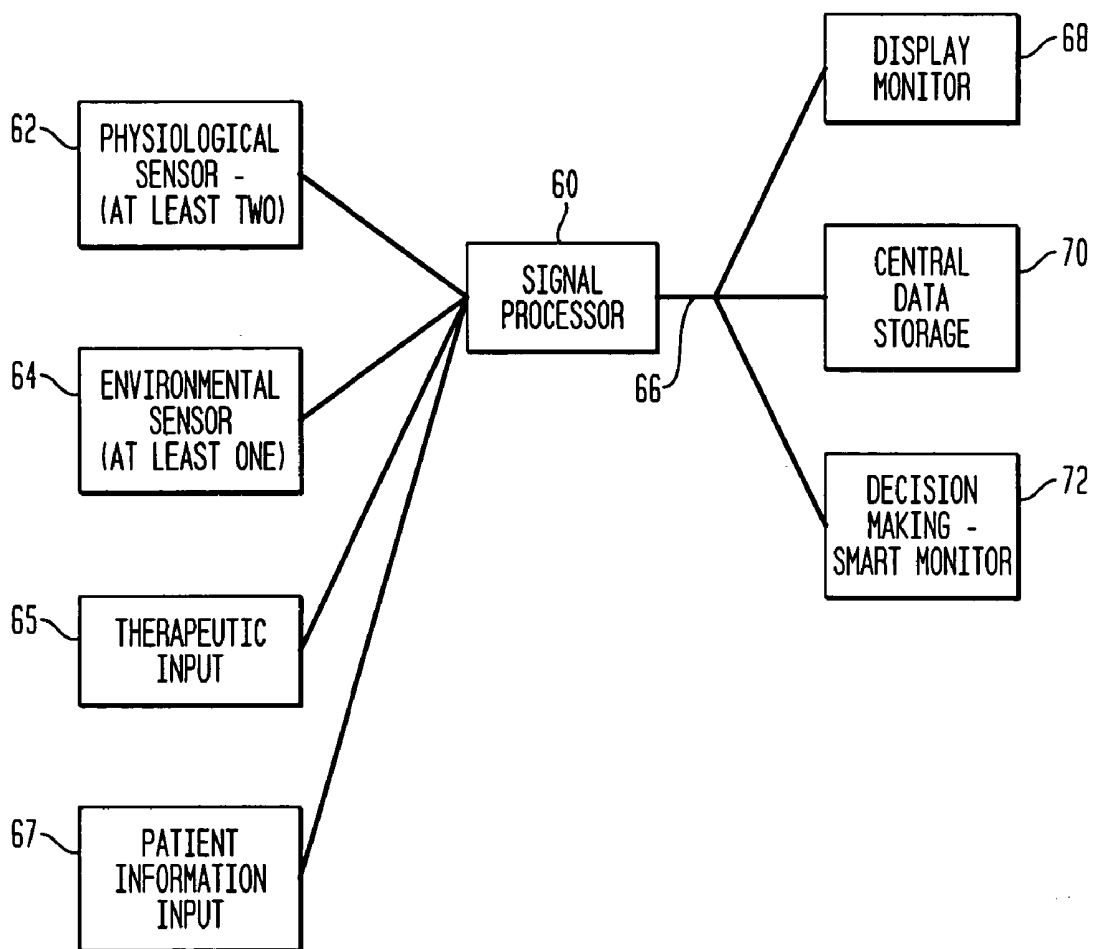 62
PHYSIOLOGICAL
SENSOR -
(AT LEAST TWO)
64
ENVIRONMENTAL
SENSOR
(AT LEAST ONE)
65
THERAPEUTIC
INPUT
67
PATIENT
INFORMATION
INPUT
60
SIGNAL
PROCESSOR
66
68
DISPLAY
MONITOR
70
CENTRAL
DATA
STORAGE
72
DECISION
MAKING -
SMART MONITOR